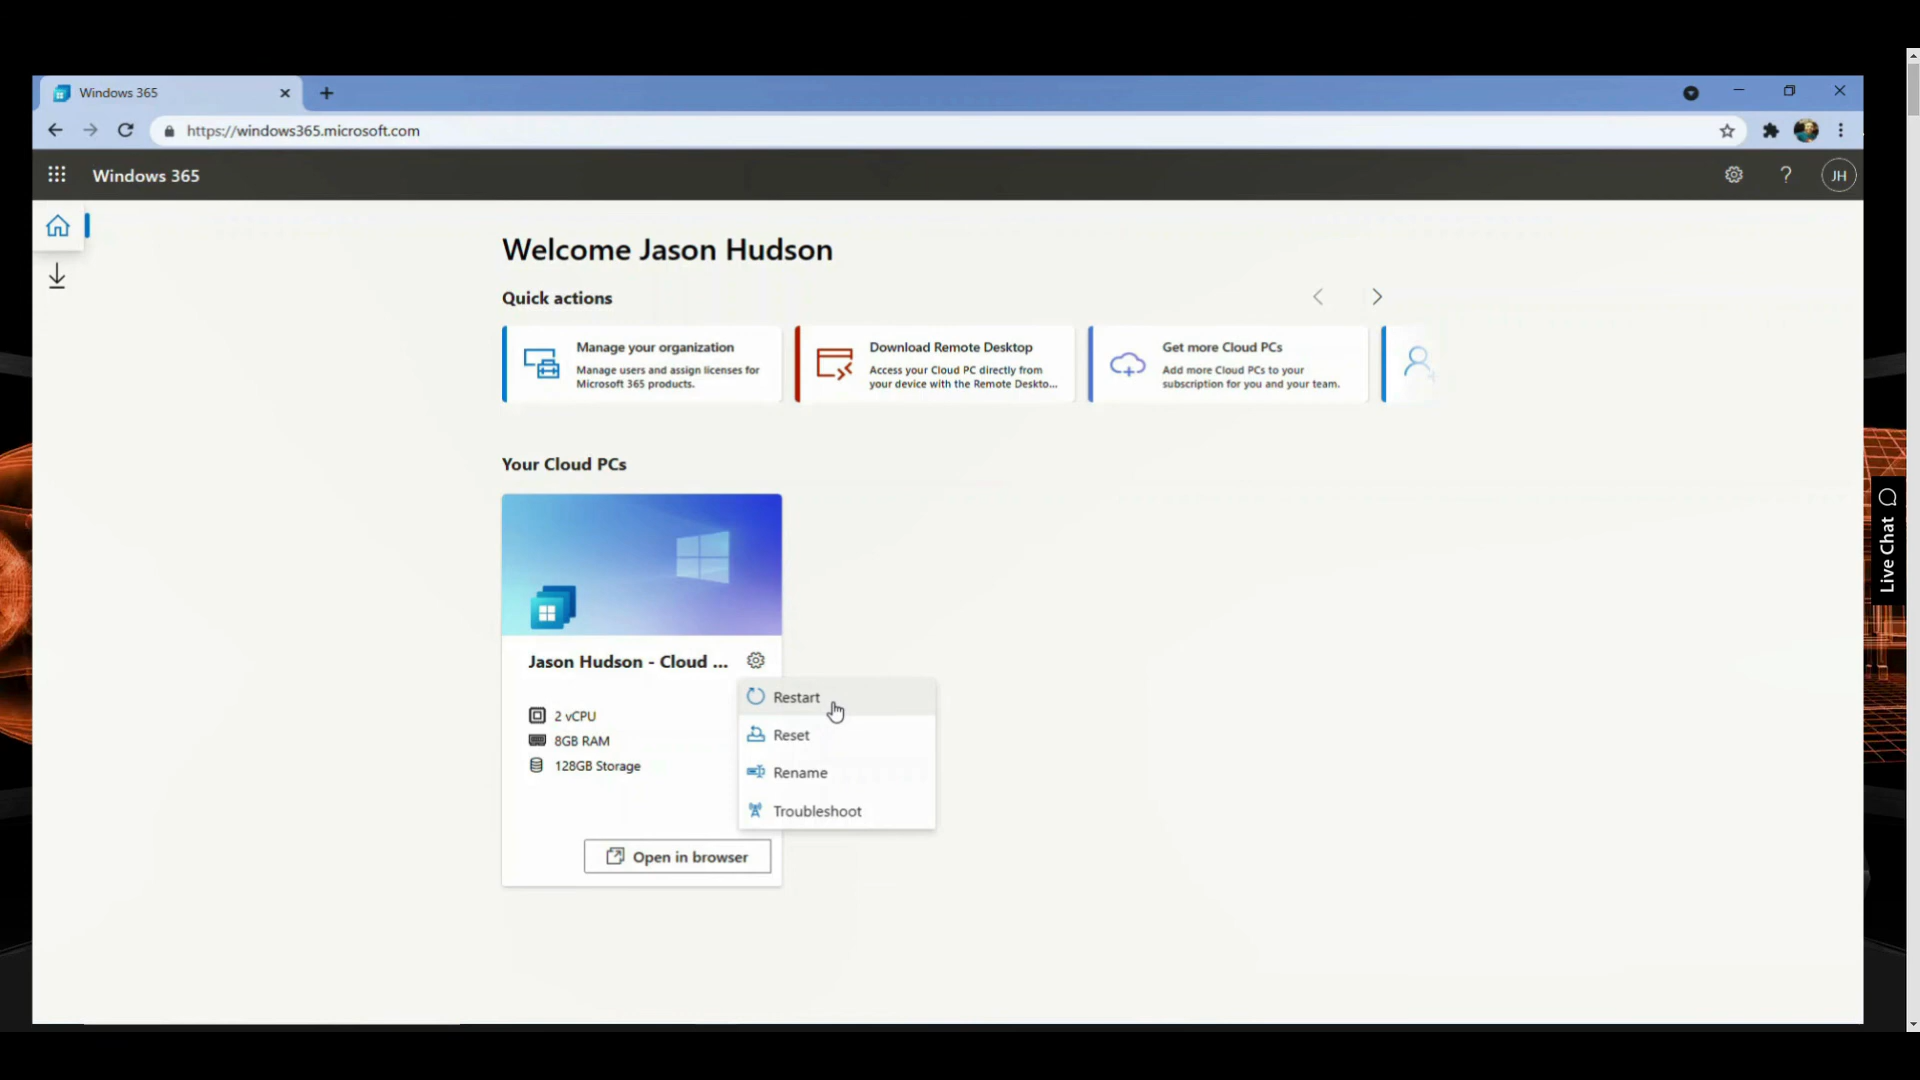 Windows 365
https://windows365.microsoft.com
Windows 365
?
JH
Welcome Jason Hudson
Quick actions
Manage your organization
Manage users and assign licenses for
Microsoft 365 products.
Download Remote Desktop
Access your Cloud PC directly from
your device with the Remote Deskto...
Get more Cloud PCs
Add more Cloud PCs to your
subscription for you and your team.
Your Cloud PCs
Jason Hudson - Cloud ...
2 vCPU
8GB RAM
128GB Storage
Restart
Reset
Rename
Troubleshoot
Open in browser
Live Chat